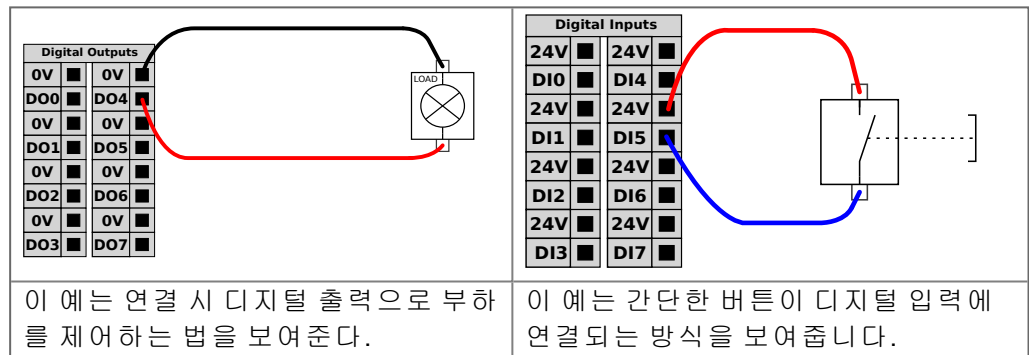 Digital Outputs
0V 0V
DO0 DO4
0V 0V
DO1 DO5
0V 0V
DO2 DO6
0V 0V
DO3 DO7
LOAD
이 예는 연결 시 디지털 출력으로 부하
를 제어하는 법을 보여준다.
Digital Inputs
24V 24V
DI0 DI4
24V 24V
DI1 DI5
24V 24V
DI2 DI6
24V 24V
DI3 DI7
이 예는 간단한 버튼이 디지털 입력에
연결되는 방식을 보여줍니다.